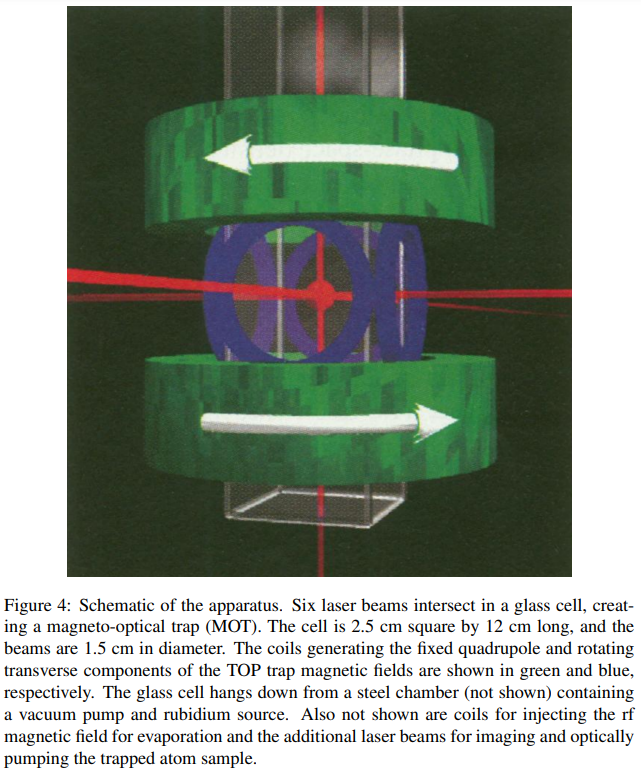 Figure 4: Schematic of the apparatus. Six laser beams intersect in a glass cell, creat-
ing a magneto-optical trap (MOT). The cell is 2.5 cm square by 12 cm long, and the
beams are 1.5 cm in diameter. The coils generating the fixed quadrupole and rotating
transverse components of the TOP trap magnetic fields are shown in green and blue,
respectively. The glass cell hangs down from a steel chamber (not shown) containing
a vacuum pump and rubidium source. Also not shown are coils for injecting the rf
magnetic field for evaporation and the additional laser beams for imaging and optically
pumping the trapped atom sample.